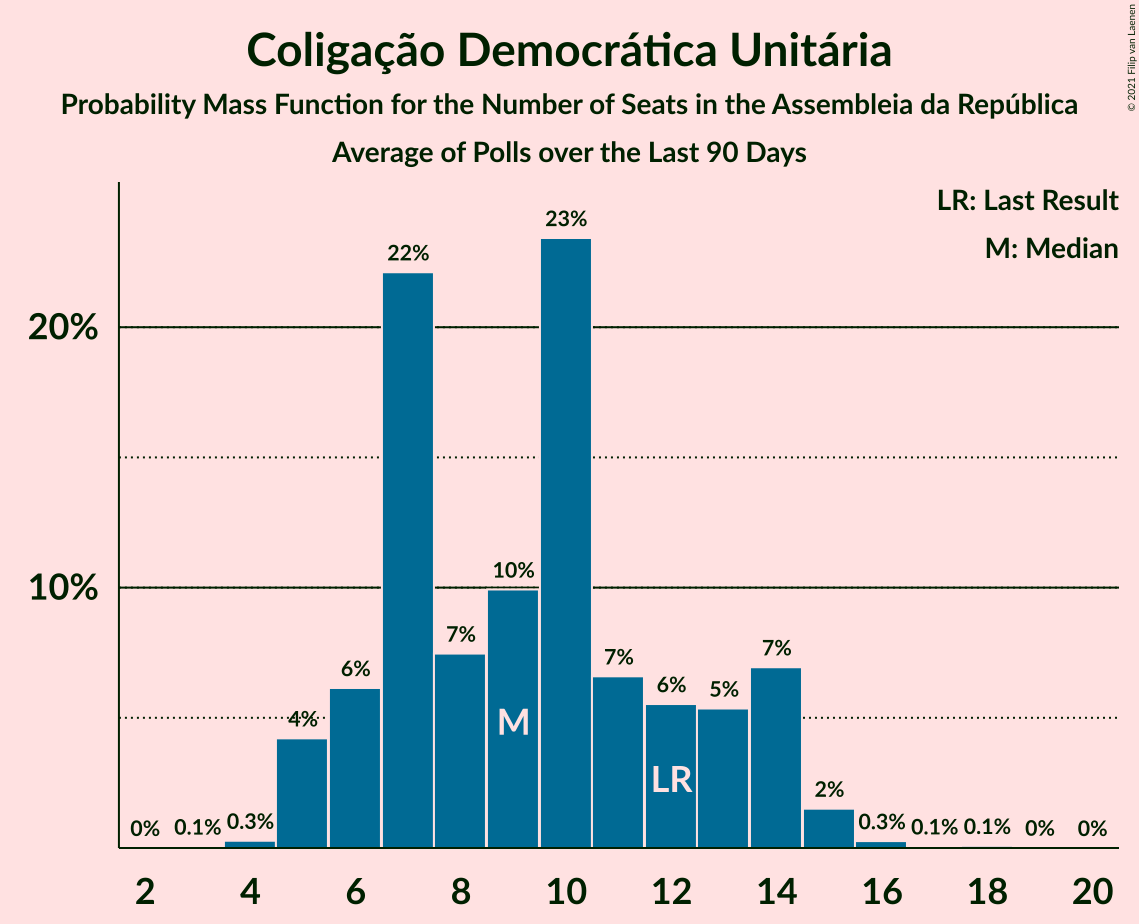 Coligação Democrática Unitária
Probability Mass Function for the Number of Seats in the Assembleia da República
Average of Polls over the Last 90 Days
© 2021 Filip van Laenen
LR: Last Result
M: Median
20%
10%
0%
0.1%
0.3%
4%
6%
22%
7%
10%
23%
7%
6%
5%
7%
2%
0.3%
0.1%
0.1%
0%
0%
M
LR
2 4 6 8 10 12 14 16 18 20